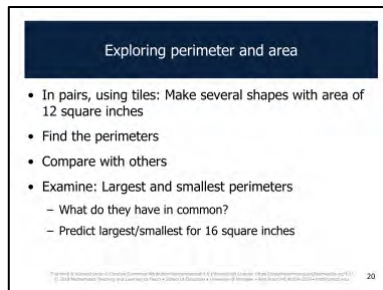 Exploring perimeter and area
• In pairs, using tiles: Make several shapes with area of
12 square inches
• Find the perimeters
• Compare with others
• Examine: Largest and smallest perimeters
– What do they have in common?
– Predict largest/smallest for 16 square inches
20